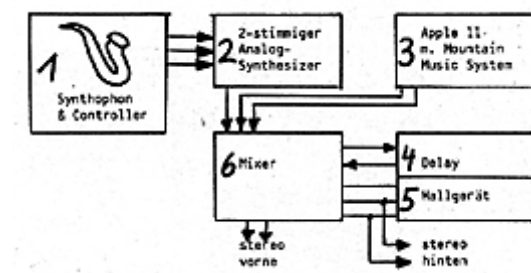 1
Synthophon
& Controller
2
2-stimmiger
Analog-
Synthesizer
3
Apple 11-
m. Mountain
Music System
6 Mixer
4 Delay
5 Hallgerät
stereo
vorne
stereo
hinten